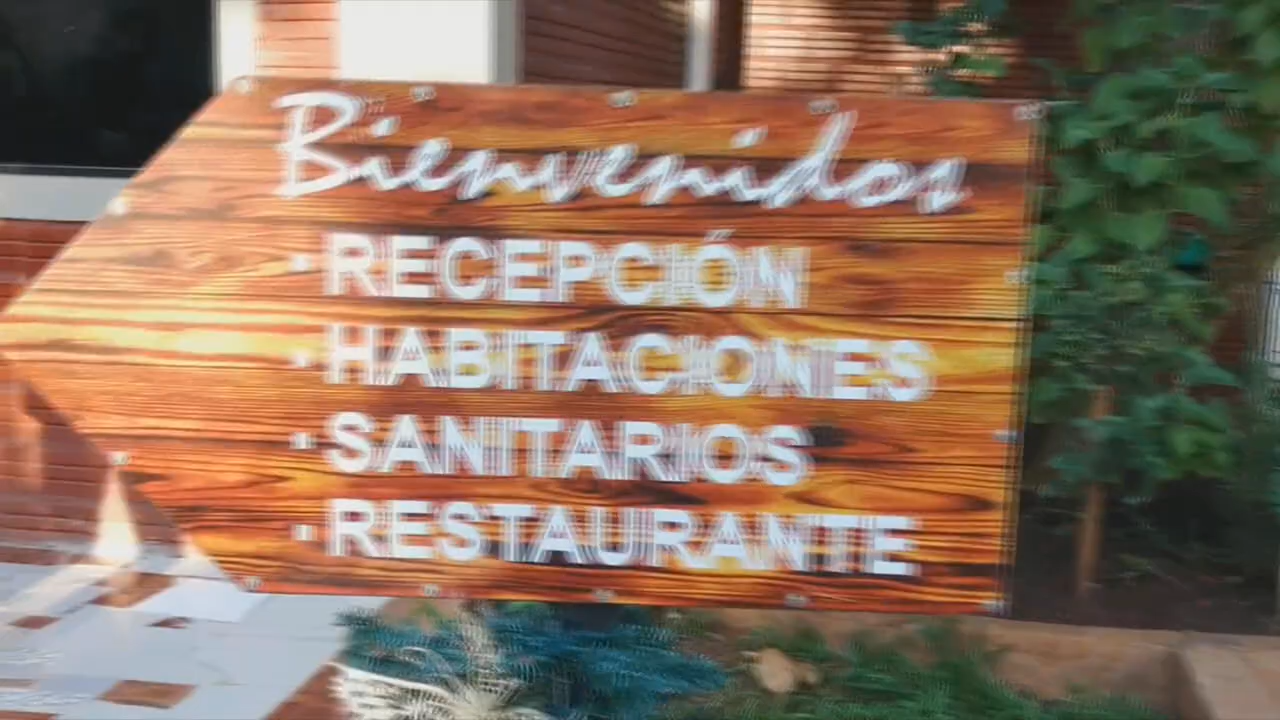 Bienvenidos
· RECEPCIÓN
· HABITACIONES
· SANITARIOS
· RESTAURANTE